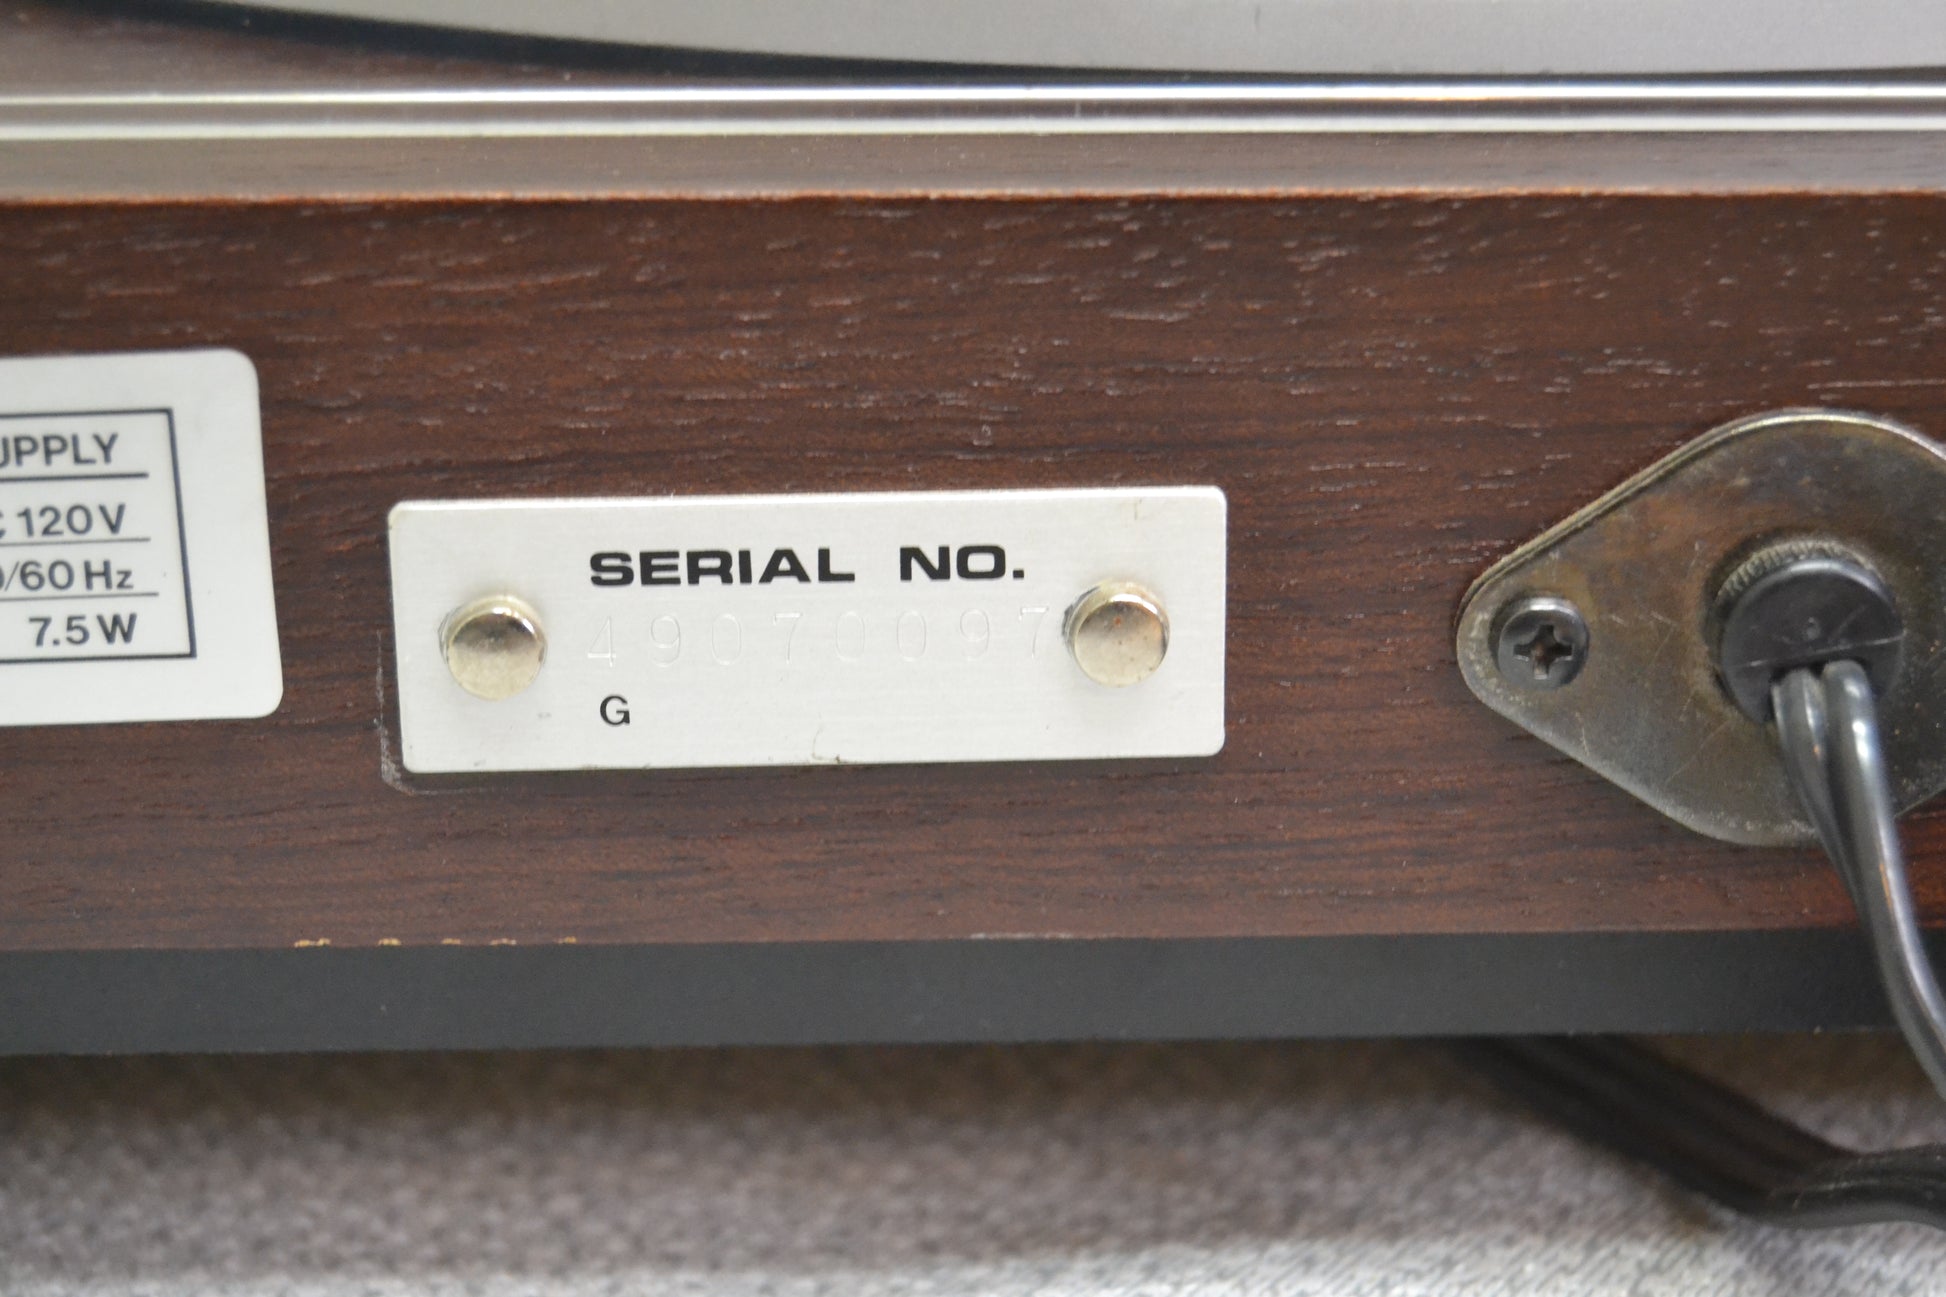 UPPLY
120V
/60Hz
7.5W
SERIAL NO.
49070097
G